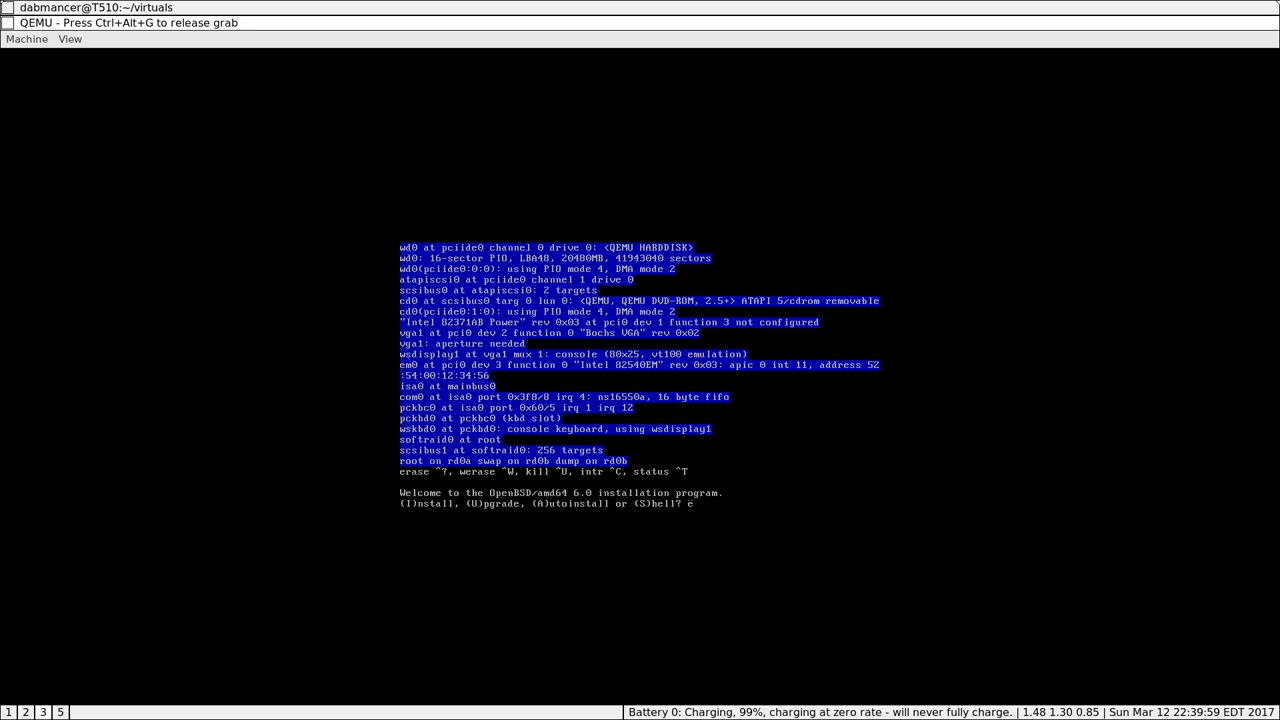 dabmancer@T510:~/virtuals
QEMU - Press Ctrl+Alt+G to release grab
Machine View
wd0 at pciide0 channel 0 drive 0: <QEMU HARDDISK>
wd0: 16-sector PIO, LBA48, 20480MB, 41943040 sectors
wd0(pciide0:0:0): using PIO mode 4, DMA mode 2
atapiscsi0 at pciide0 channel 1 drive 0
scsibus0 at atapiscsi0: 2 targets
cd0 at scsibus0 targ 0 lun 0: <QEMU, QEMU DVD-ROM, 2.5+> ATAPI 5/cdrom removable
cd0(pciide0:1:0): using PIO mode 4, DMA mode 2
"Intel 82371AB Power" rev 0x03 at pci0 dev 1 function 3 not configured
vga1 at pci0 dev 2 function 0 "Bochs VGA" rev 0x02
vga1: aperture needed
wsdisplay1 at vga1 mux 1: console (80x25, vt100 emulation)
em0 at pci0 dev 3 function 0 "Intel 82540EM" rev 0x03: apic 0 int 11, address 52
:54:00:12:34:56
isa0 at mainbus0
com0 at isa0 port 0x3f8/8 irq 4: ns16550a, 16 byte fifo
pckbc0 at isa0 port 0x60/5 irq 1 irq 12
pckbd0 at pckbc0 (kbd slot)
wskbd0 at pckbd0: console keyboard, using wsdisplay1
softraid0 at root
scsibus1 at softraid0: 256 targets
root on rd0a swap on rd0b dump on rd0b
erase ^?, werase ^W, kill ^U, intr ^C, status ^T
Welcome to the OpenBSD/amd64 6.0 installation program.
(I)nstall, (U)pgrade, (A)utoinstall or (S)hell? e
1 2 3 5 Battery 0: Charging, 99%, charging at zero rate - will never fully charge. | 1.48 1.30 0.85 | Sun Mar 12 22:39:59 EDT 2017